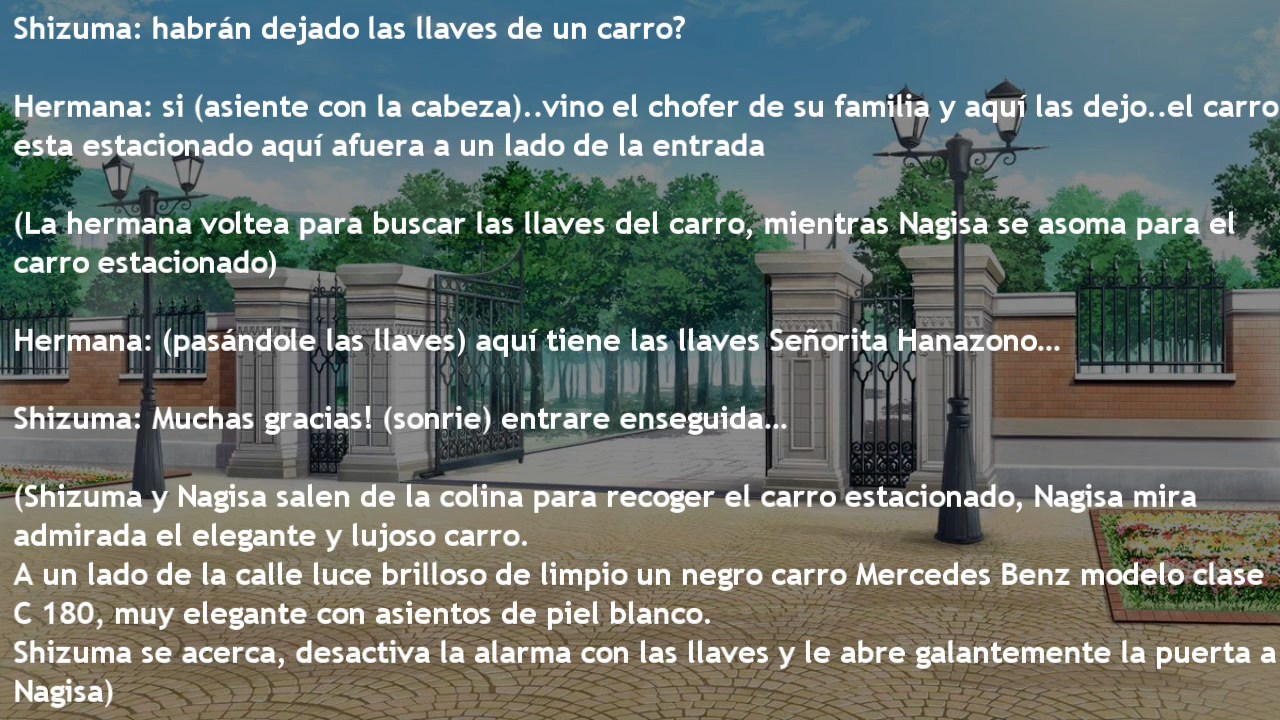 Shizuma: habrán dejado las llaves de un carro?
Hermana: si (asiente con la cabeza)..vino el chofer de su familia y aquí las dejo..el carro
esta estacionado aquí afuera a un lado de la entrada
(La hermana voltea para buscar las llaves del carro, mientras Nagisa se asoma para el
carro estacionado)
Hermana: (pasándole las llaves) aquí tiene las llaves Señorita Hanazono...
Shizuma: Muchas gracias! (sonrie) entrare enseguida...
(Shizuma y Nagisa salen de la colina para recoger el carro estacionado, Nagisa mira
admirada el elegante y lujoso carro.
A un lado de la calle luce brilloso de limpio un negro carro Mercedes Benz modelo clase
C 180, muy elegante con asientos de piel blanco.
Shizuma se acerca, desactiva la alarma con las llaves y le abre galantemente la puerta a
Nagisa)